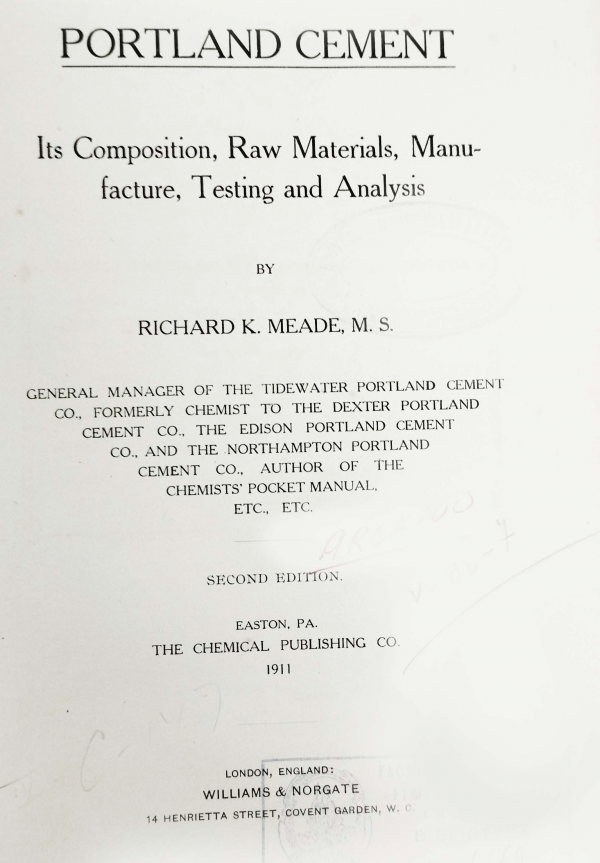 PORTLAND CEMENT
Its Composition, Raw Materials, Manu-
facture, Testing and Analysis
BY
RICHARD K. MEADE, M. S.
GENERAL MANAGER OF THE TIDEWATER PORTLAND CEMENT
CO., FORMERLY CHEMIST TO THE DEXTER PORTLAND
CEMENT CO., THE EDISON PORTLAND CEMENT
CO., AND THE NORTHAMPTON PORTLAND
CEMENT CO., AUTHOR OF THE
CHEMISTS' POCKET MANUAL,
ETC., ETC.
SECOND EDITION.
EASTON, PA.
THE CHEMICAL PUBLISHING CO.
1911
LONDON, ENGLAND:
WILLIAMS & NORGATE
14 HENRIETTA STREET, COVENT GARDEN, W. C.